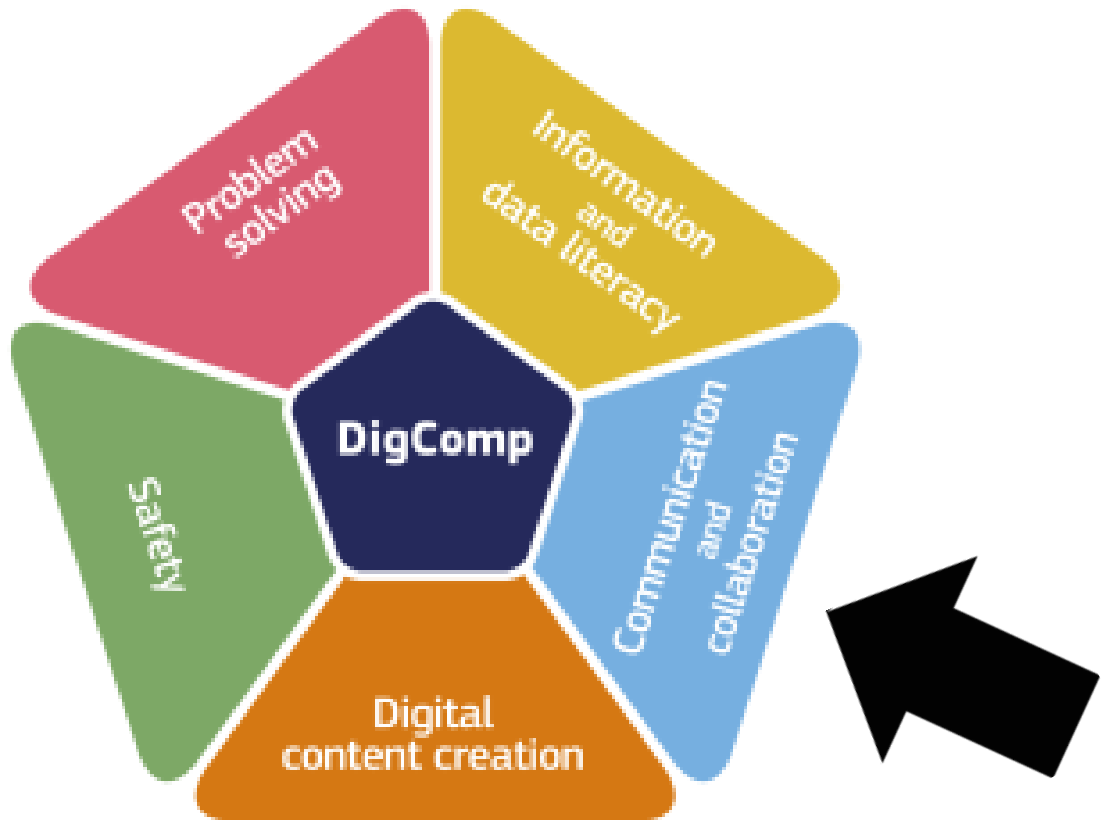 Problem
solving
Information
and
data literacy
DigComp
Communication
and
collaboration
Safety
Digital
content creation